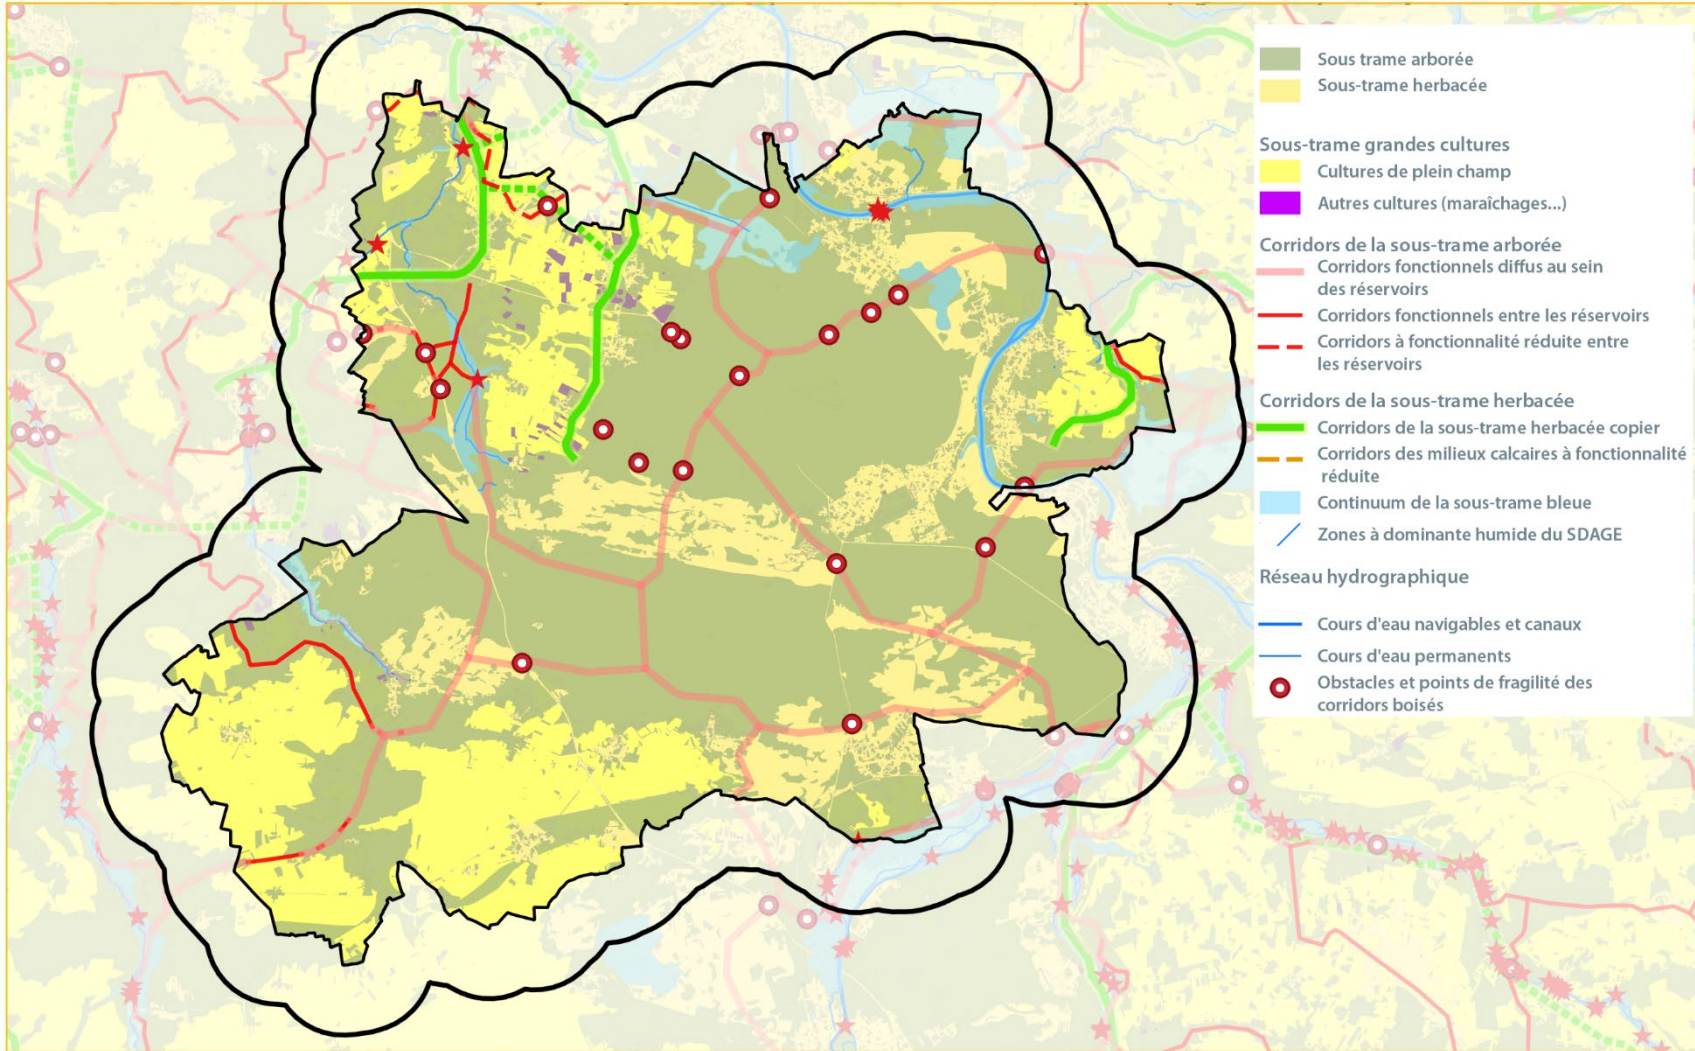 Sous trame arborée
Sous-trame herbacée
Sous-trame grandes cultures
Cultures de plein champ
Autres cultures (maraîchages...)
Corridors de la sous-trame arborée
Corridors fonctionnels diffus au sein
des réservoirs
Corridors fonctionnels entre les réservoirs
Corridors à fonctionnalité réduite entre
les réservoirs
Corridors de la sous-trame herbacée
Corridors de la sous-trame herbacée copier
Corridors des milieux calcaires à fonctionnalité
réduite
Continuum de la sous-trame bleue
Zones à dominante humide du SDAGE
Réseau hydrographique
Cours d'eau navigables et canaux
Cours d'eau permanents
Obstacles et points de fragilité des
corridors boisés